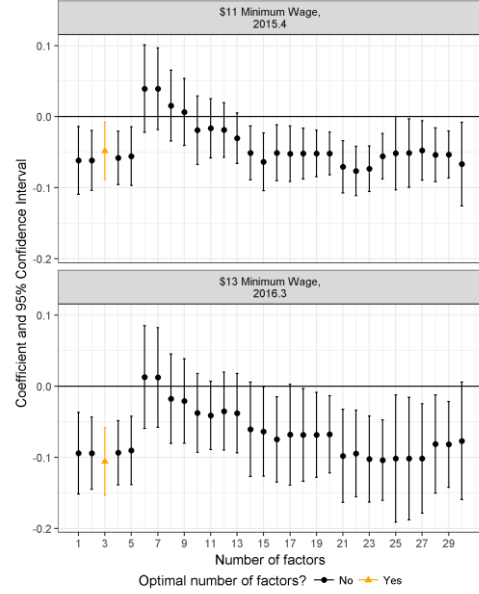 $11 Minimum Wage,
2015.4
0.1
0.0
-0.1
-0.2
$13 Minimum Wage,
2016.3
0.1
0.0
-0.1
-0.2
Coefficient and 95% Confidence Interval
1 3 5 7 9 11 13 15 17 19 21 23 25 27 29
Number of factors
Optimal number of factors? No Yes